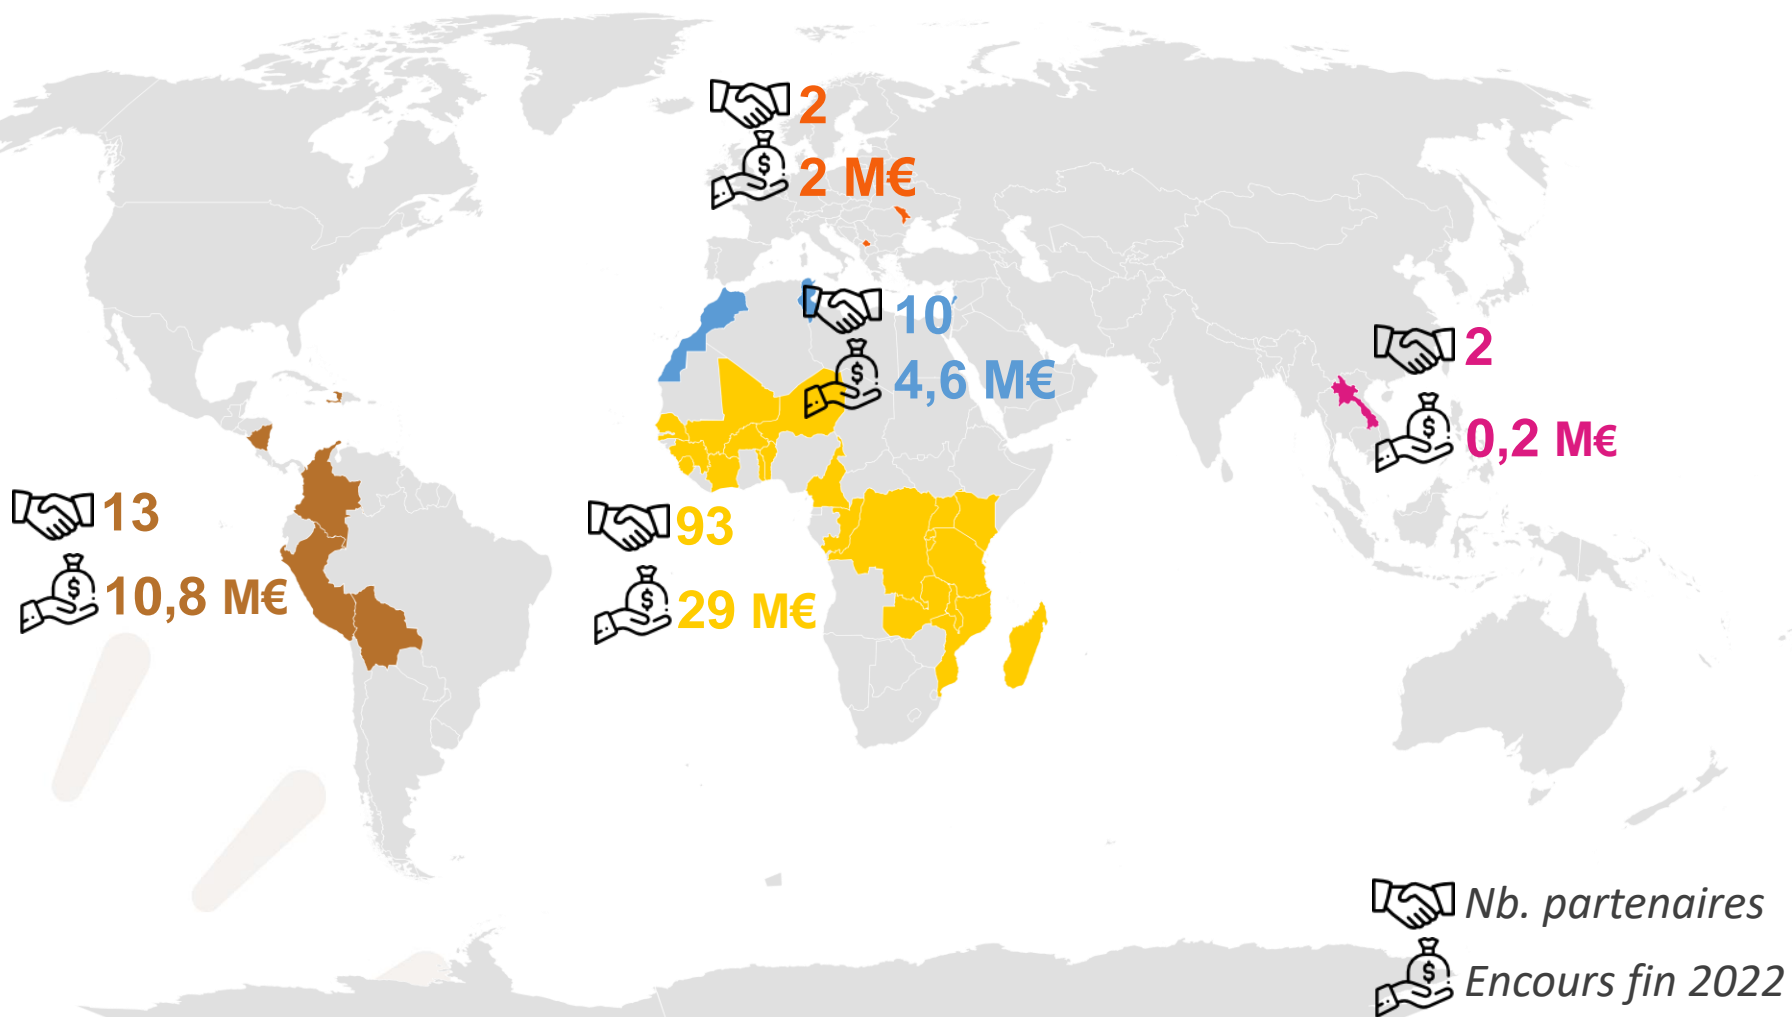 2
2 M€
10
4,6 M€
2
0,2 M€
13
10,8 M€
93
29 M€
Nb. partenaires
Encours fin 2022